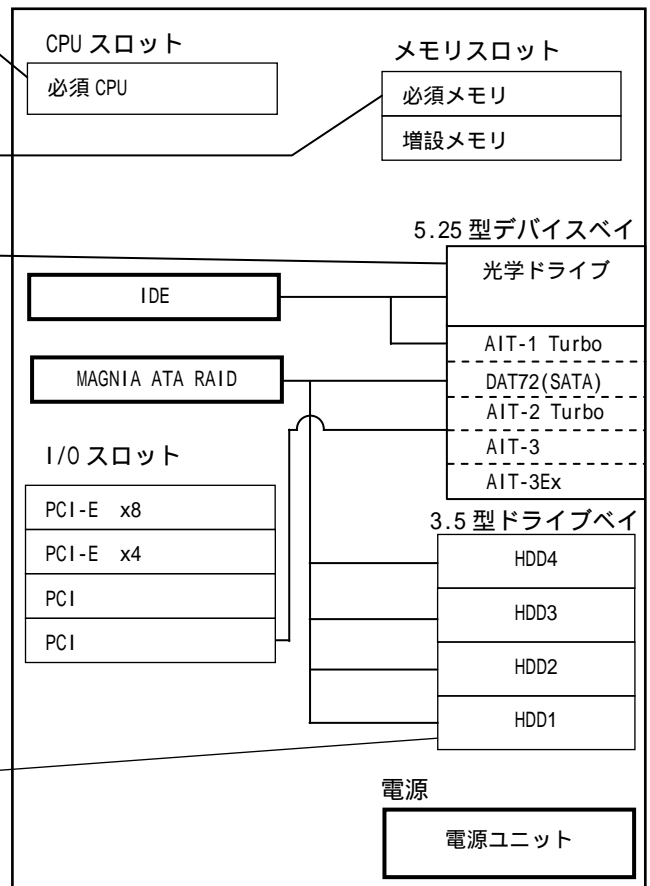 CPU スロット
必須 CPU
メモリスロット
必須メモリ
増設メモリ
5.25 型デバイスベイ
光学ドライブ
IDE
AIT-1 Turbo
MAGNIA ATA RAID
DAT72(SATA)
AIT-2 Turbo
AIT-3
AIT-3Ex
I/O スロット
PCI-E x8
PCI-E x4
PCI
PCI
3.5 型ドライブベイ
HDD4
HDD3
HDD2
HDD1
電源
電源ユニット